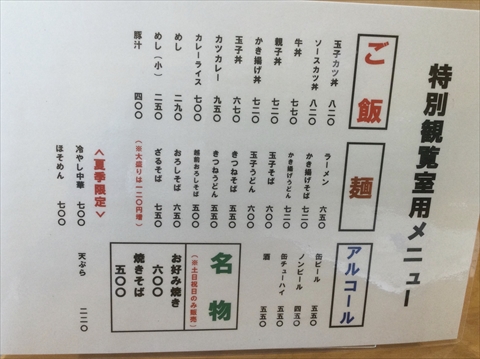 特別観覧室用メニュー
ご飯
玉子カツ丼 八二〇
ソースカツ丼 八二〇
牛丼 七七〇
親子丼 七二〇
かき揚げ丼 七二〇
玉子丼 六七〇
カツカレー 九五〇
カレーライス 七〇〇
めし 二九〇
めし(小) 二五〇
豚汁 四〇〇
麺
ラーメン 六五〇
かき揚げそば 七二〇
かき揚げうどん 七二〇
玉子そば 六七〇
玉子うどん 六七〇
きつねそば 五五〇
きつねうどん 五五〇
越前おろしそば 五五〇
おろしそば 六五〇
ざるそば 七五〇
(※大盛りは一二〇円増)
<夏季限定>
冷やし中華 七〇〇
ほそめん 七〇〇
アルコール
缶ビール 五五〇
ノンビール 四五〇
缶チューハイ 五五〇
酒 五五〇
名物
(※土日祝日のみ販売)
お好み焼き 六〇〇
焼きそば 五〇〇
天ぷら 二二〇